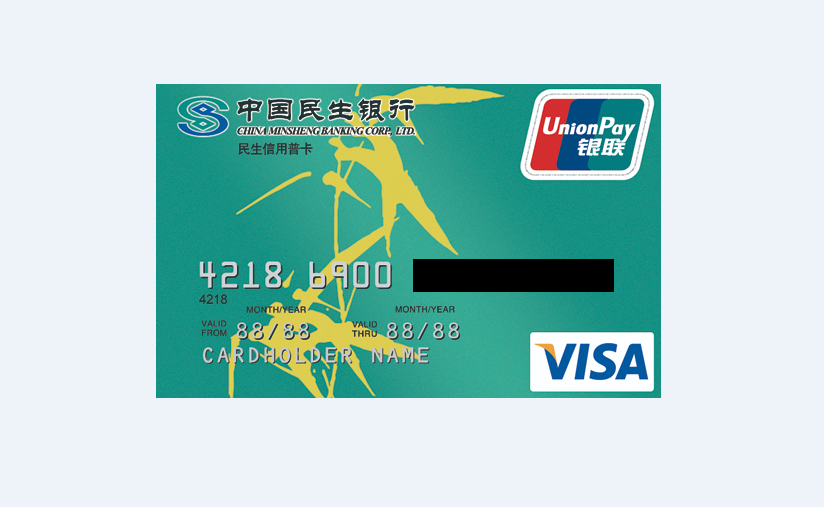 中国民生银行
CHINA MINSHENG BANKING CORP., LTD.
民生信用普卡
UnionPay
银联
4218 6900
4218
MONTH/YEAR MONTH/YEAR
VALID FROM 88/88 VALID THRU 88/88
CARDHOLDER NAME
VISA